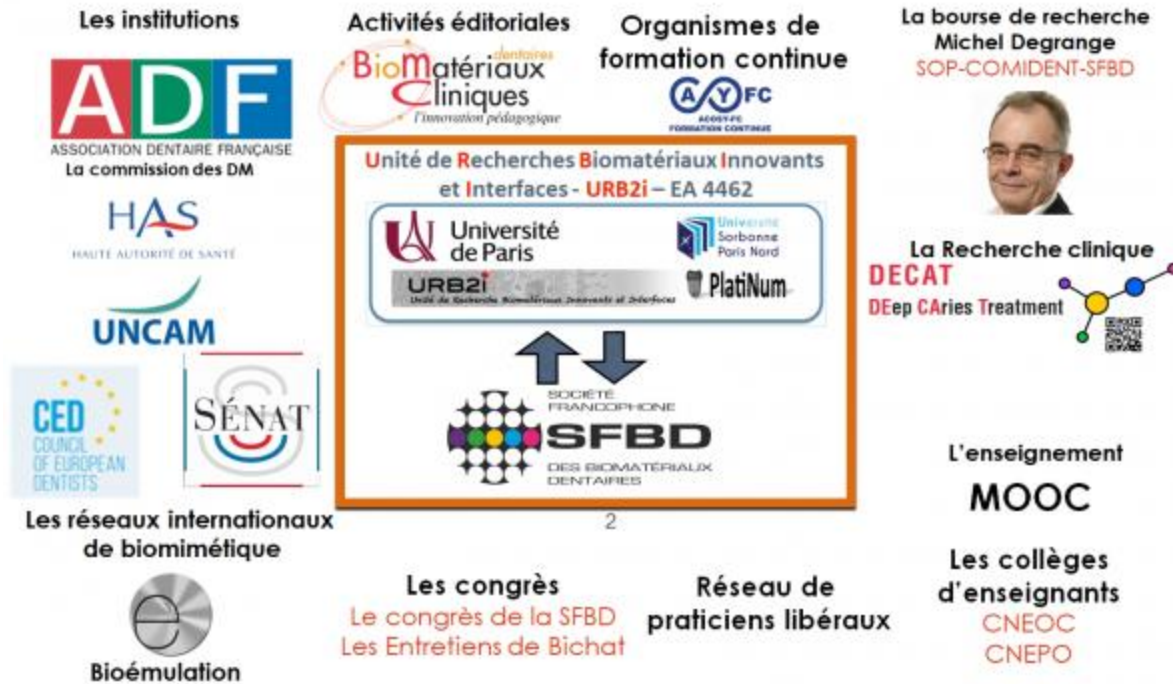 Les institutions
ADF
ASSOCIATION DENTAIRE FRANÇAISE
La commission des DM
HAS
HAUTE AUTORITÉ DE SANTÉ
UNCAM
CED
COUNCIL
OF EUROPEAN
DENTISTS
SÉNAT
Les réseaux internationaux
de biomimétique
e
Bioémulation
Activités éditoriales
dentaires
BioMatériaux
Cliniques
l'innovation pédagogique
Organismes de
formation continue
AYFC
ACOSY-FC
FORMATION CONTINUE
Unité de Recherches Biomatériaux Innovants
et Interfaces - URB2i – EA 4462
Université
de Paris
Université
Sorbonne
Paris Nord
URB2i
Unité de Recherche Biomatériaux Innovants et Interfaces
PlatiNum
SOCIÉTÉ
FRANCOPHONE
SFBD
DES BIOMATÉRIAUX
DENTAIRES
2
Les congrès
Le congrès de la SFBD
Les Entretiens de Bichat
Réseau de
praticiens libéraux
La bourse de recherche
Michel Degrange
SOP-COMIDENT-SFBD
La Recherche clinique
DECAT
DEep CAries Treatment
L'enseignement
MOOC
Les collèges
d'enseignants
CNEOC
CNEPO